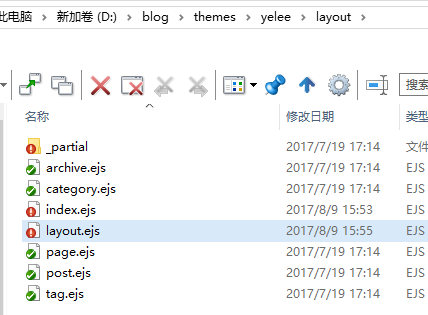 此电脑 › 新加卷 (D:) › blog › themes › yelee › layout ›
搜索
名称 修改日期 类型
_partial 2017/7/19 17:14 文件
archive.ejs 2017/7/19 17:14 EJS
category.ejs 2017/7/19 17:14 EJS
index.ejs 2017/8/9 15:53 EJS
layout.ejs 2017/8/9 15:55 EJS
page.ejs 2017/7/19 17:14 EJS
post.ejs 2017/7/19 17:14 EJS
tag.ejs 2017/7/19 17:14 EJS